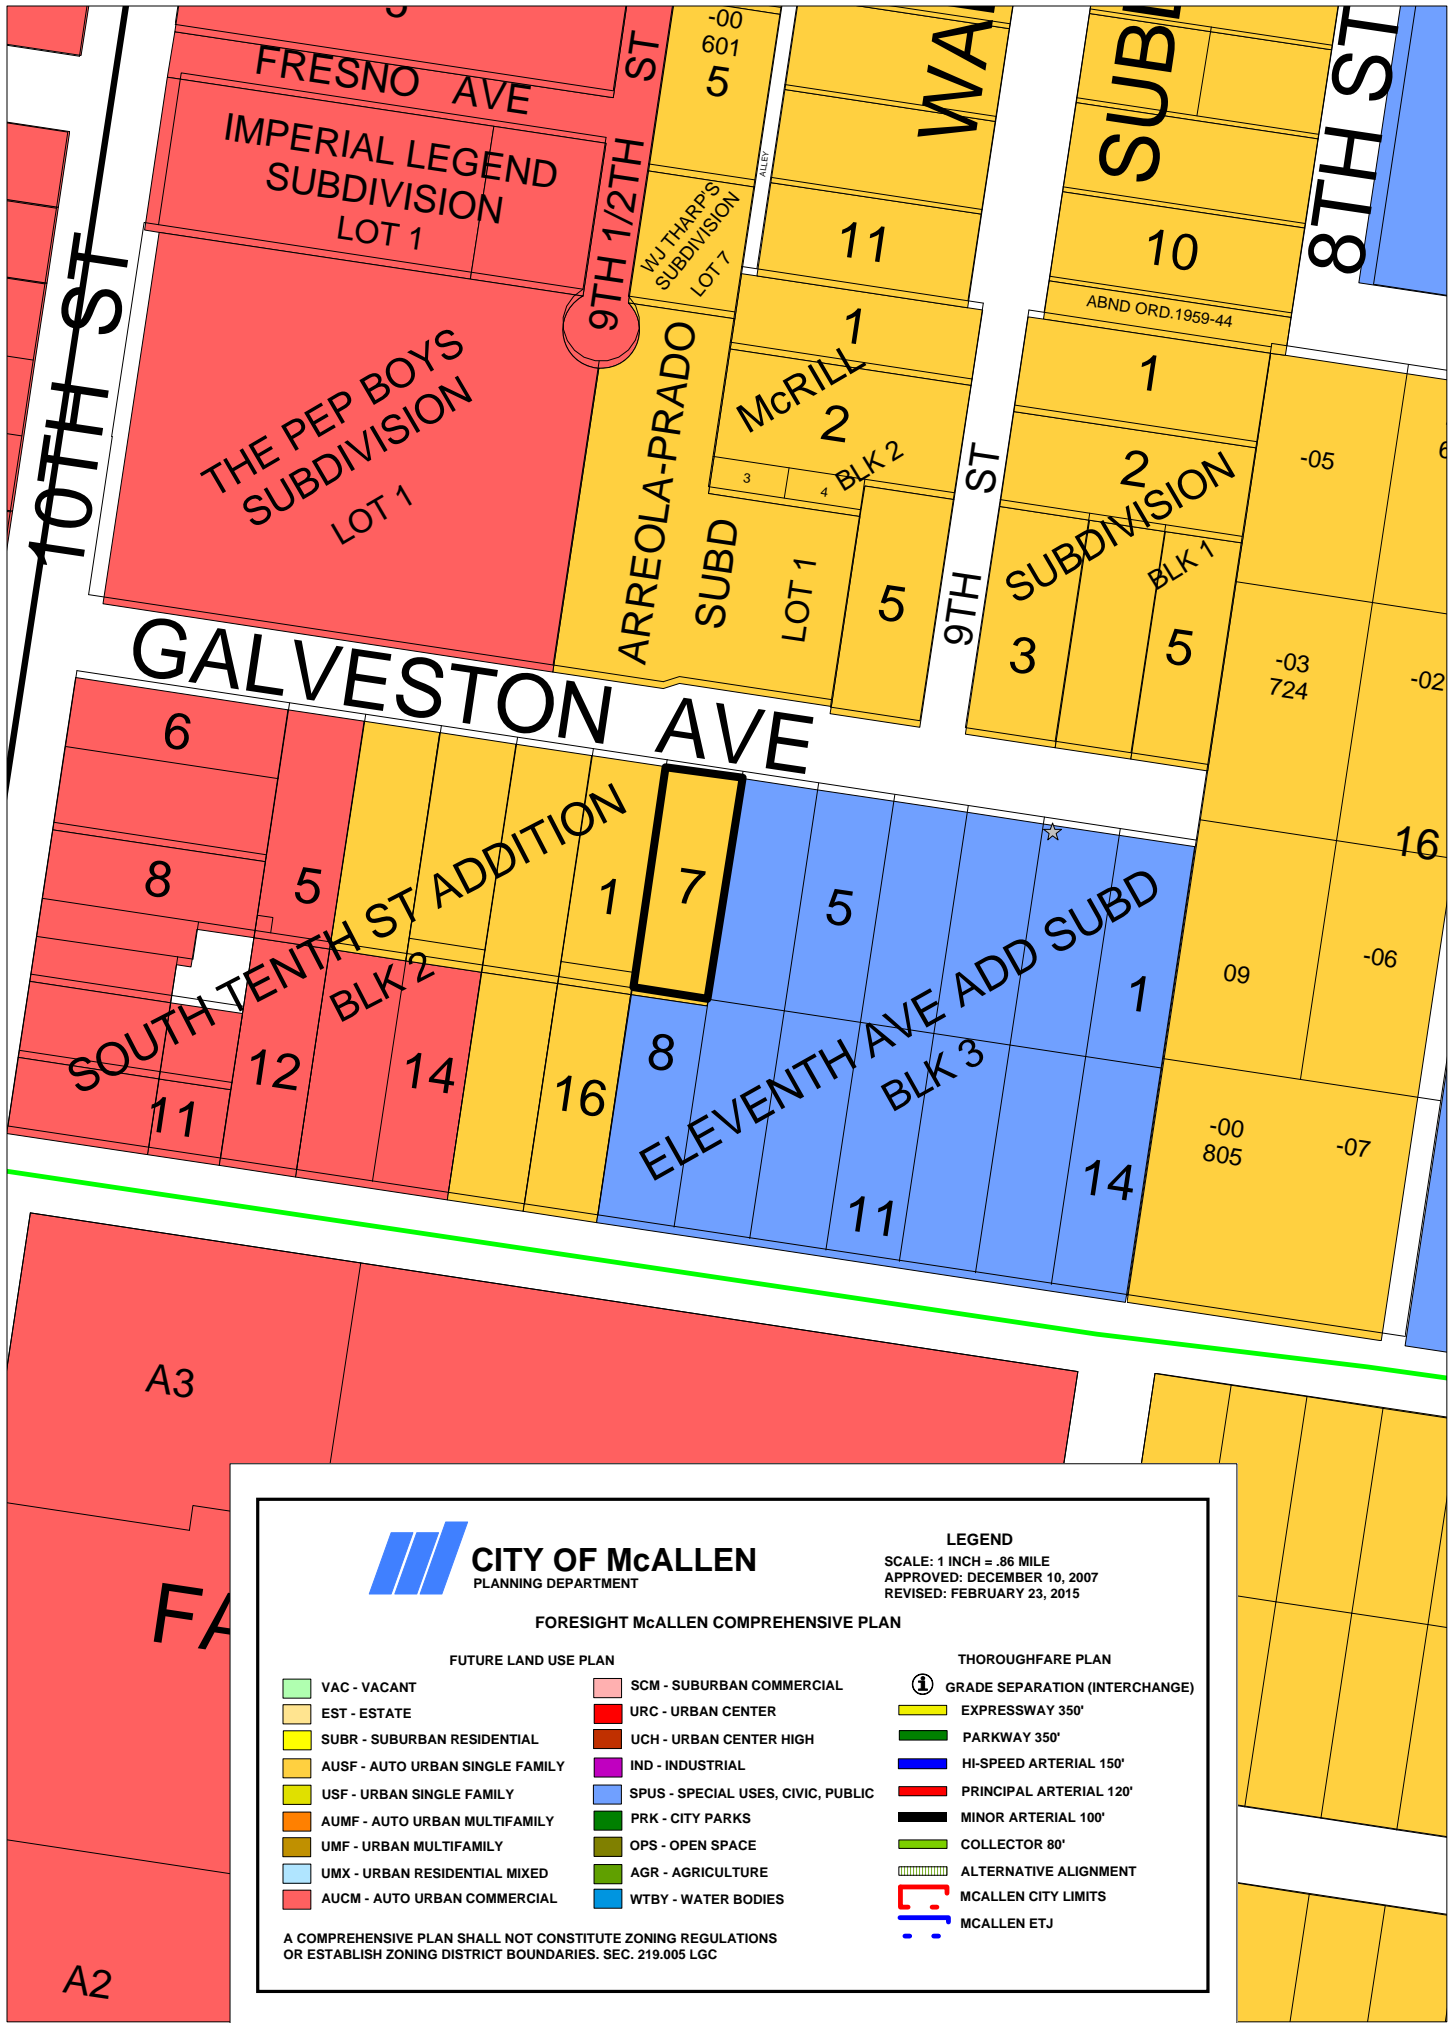 -00
601
5
FRESNO AVE
ST
IMPERIAL LEGEND
SUBDIVISION
LOT 1
9TH 1/2TH
WJ THARP'S
SUBDIVISION
LOT 7
ALLEY
11
10
8TH ST
ABND ORD.1959-44
10TH ST
THE PEP BOYS
SUBDIVISION
LOT 1
ARREOLA-PRADO
SUBD
LOT 1
1
McRILL
2
BLK 2
3
4
5
9TH ST
1
2
SUBDIVISION
BLK 1
3
5
-05
-03
724
-02
16
GALVESTON AVE
6
8
5
1
7
SOUTH TENTH ST ADDITION
BLK 2
11
12
14
16
5
1
ELEVENTH AVE ADD SUBD
BLK 3
8
11
14
09
-06
-00
805
-07
A3
A2
FA
CITY OF McALLEN
PLANNING DEPARTMENT
LEGEND
SCALE: 1 INCH = .86 MILE
APPROVED: DECEMBER 10, 2007
REVISED: FEBRUARY 23, 2015
FORESIGHT McALLEN COMPREHENSIVE PLAN
FUTURE LAND USE PLAN
VAC - VACANT
EST - ESTATE
SUBR - SUBURBAN RESIDENTIAL
AUSF - AUTO URBAN SINGLE FAMILY
USF - URBAN SINGLE FAMILY
AUMF - AUTO URBAN MULTIFAMILY
UMF - URBAN MULTIFAMILY
UMX - URBAN RESIDENTIAL MIXED
AUCM - AUTO URBAN COMMERCIAL
SCM - SUBURBAN COMMERCIAL
URC - URBAN CENTER
UCH - URBAN CENTER HIGH
IND - INDUSTRIAL
SPUS - SPECIAL USES, CIVIC, PUBLIC
PRK - CITY PARKS
OPS - OPEN SPACE
AGR - AGRICULTURE
WTBY - WATER BODIES
THOROUGHFARE PLAN
GRADE SEPARATION (INTERCHANGE)
EXPRESSWAY 350'
PARKWAY 350'
HI-SPEED ARTERIAL 150'
PRINCIPAL ARTERIAL 120'
MINOR ARTERIAL 100'
COLLECTOR 80'
ALTERNATIVE ALIGNMENT
MCALLEN CITY LIMITS
MCALLEN ETJ
A COMPREHENSIVE PLAN SHALL NOT CONSTITUTE ZONING REGULATIONS
OR ESTABLISH ZONING DISTRICT BOUNDARIES. SEC. 219.005 LGC